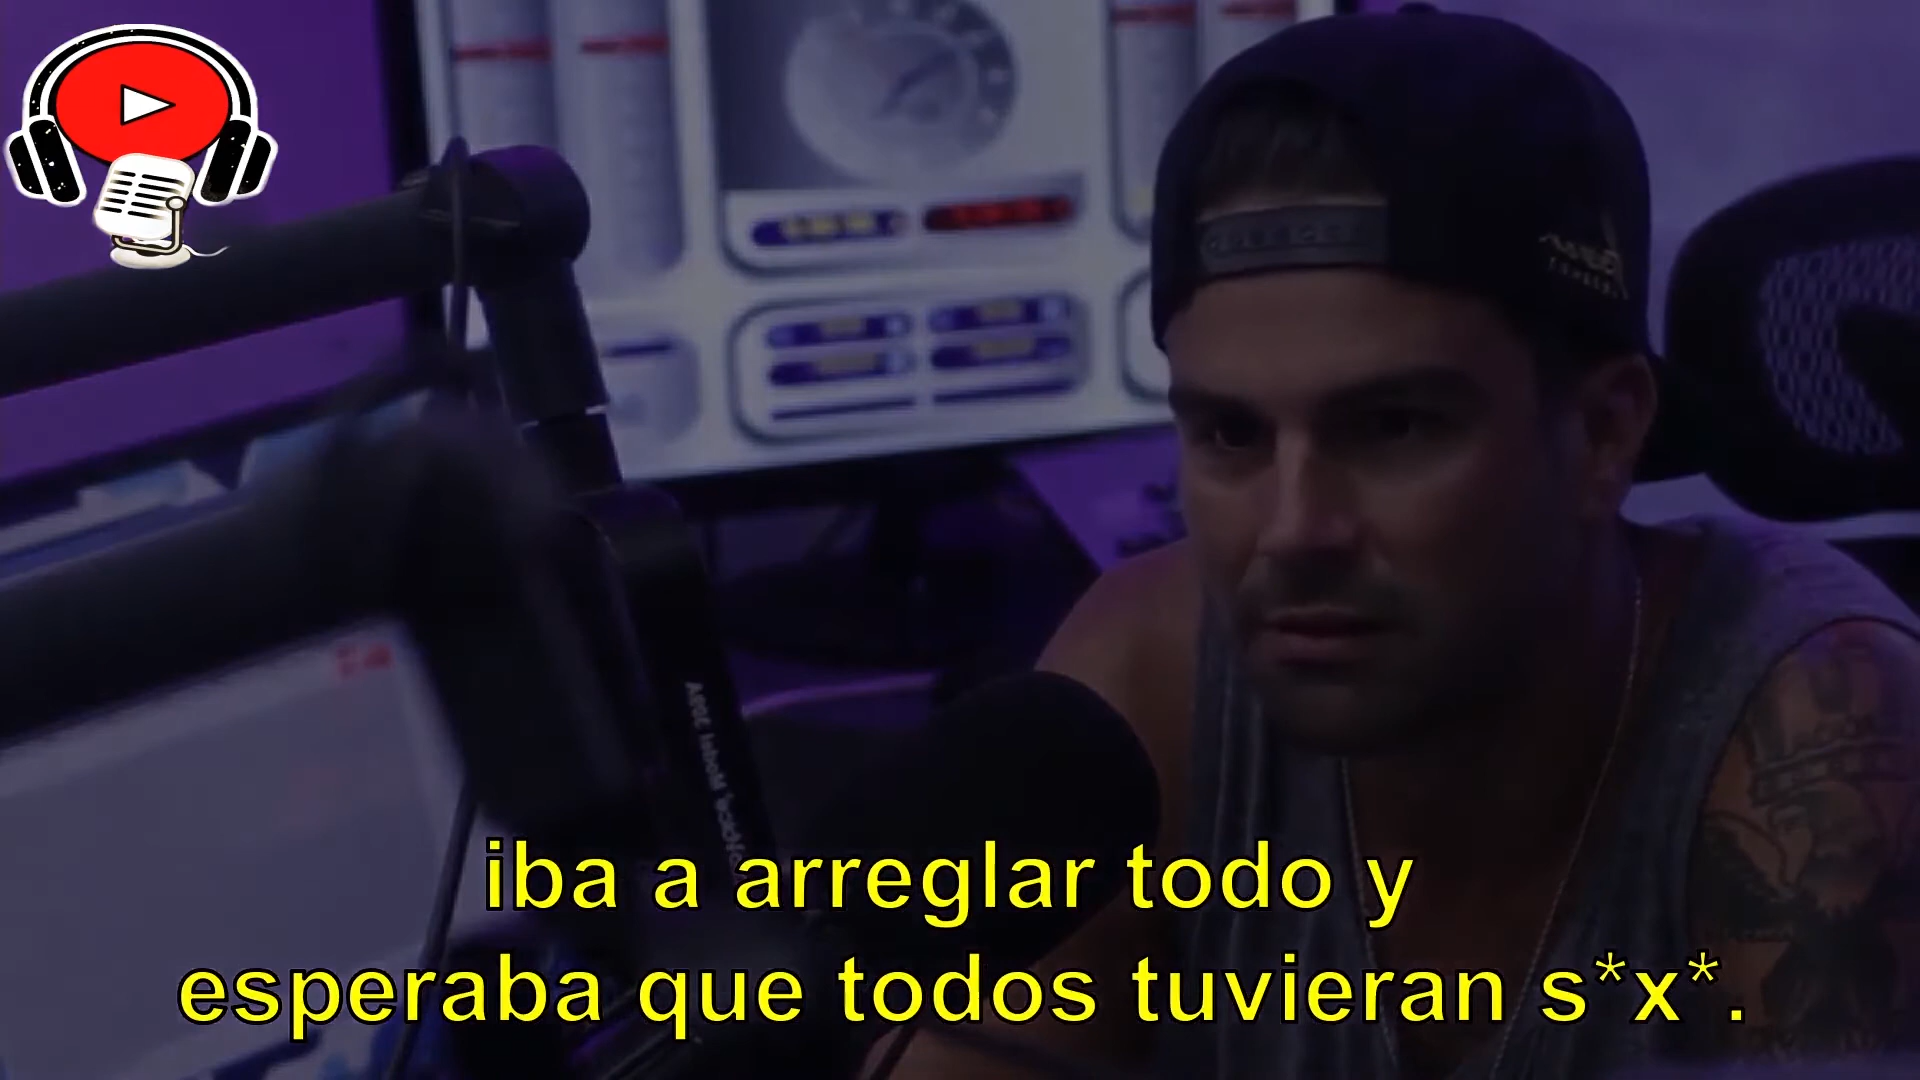 iba a arreglar todo y
esperaba que todos tuvieran s*x*.